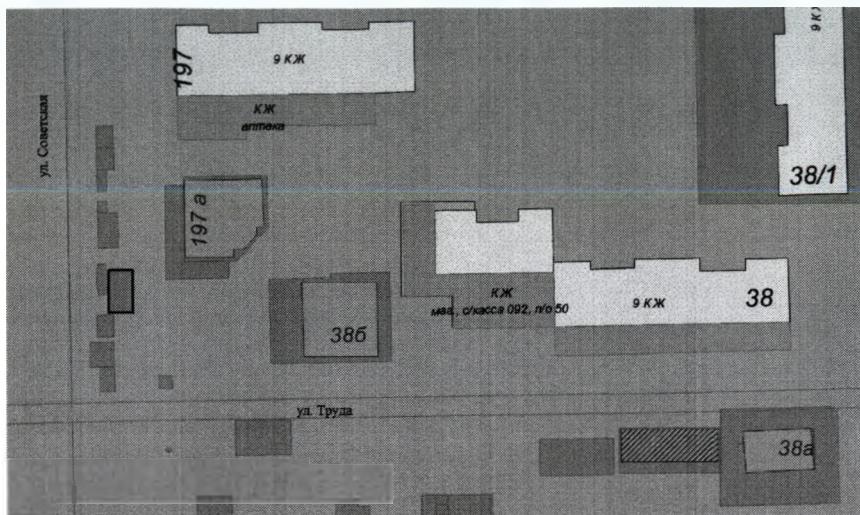 197
9 КЖ
9 КЖ
КЖ
аптека
ул. Советская
38/1
197 а
КЖ
маг., с/касса 092, п/о 50
9 КЖ
38
38б
ул. Труда
38а